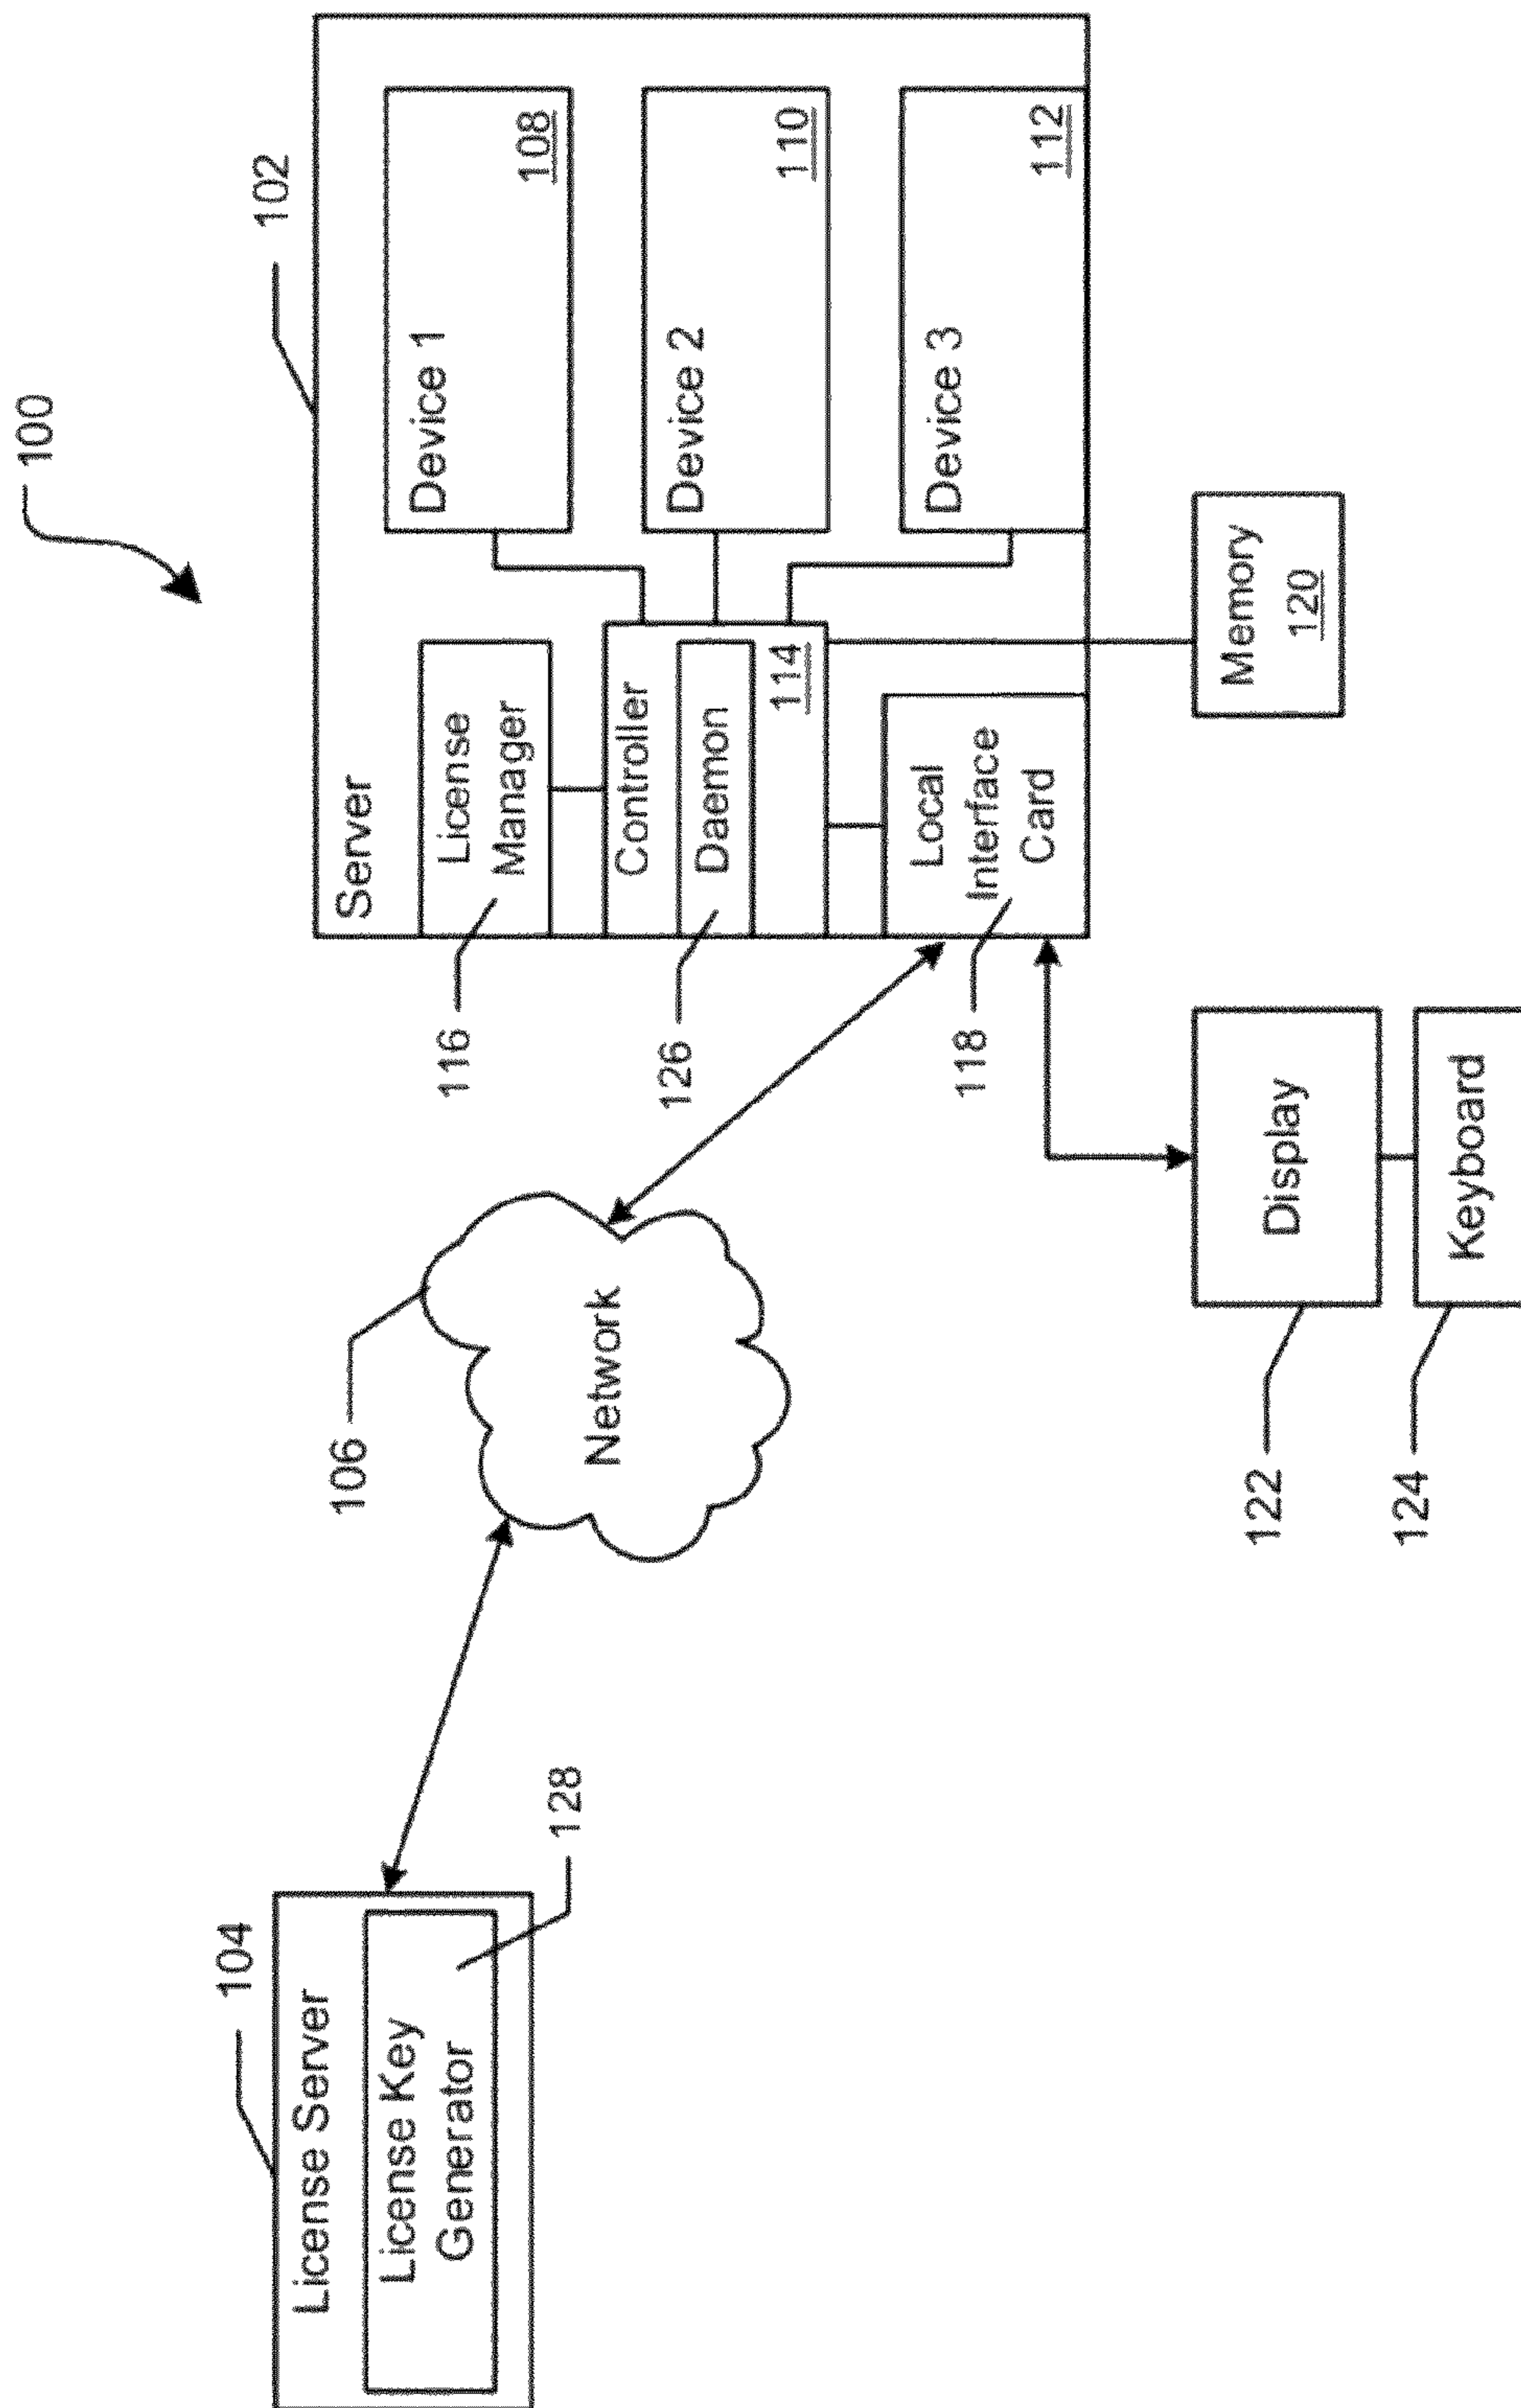 100
102
Server
License
Manager
Controller
Daemon
114
Local
Interface
Card
Device 1
108
Device 2
110
Device 3
112
Memory
120
116
126
118
106
Network
104
License Server
License Key
Generator
128
Display
Keyboard
122
124